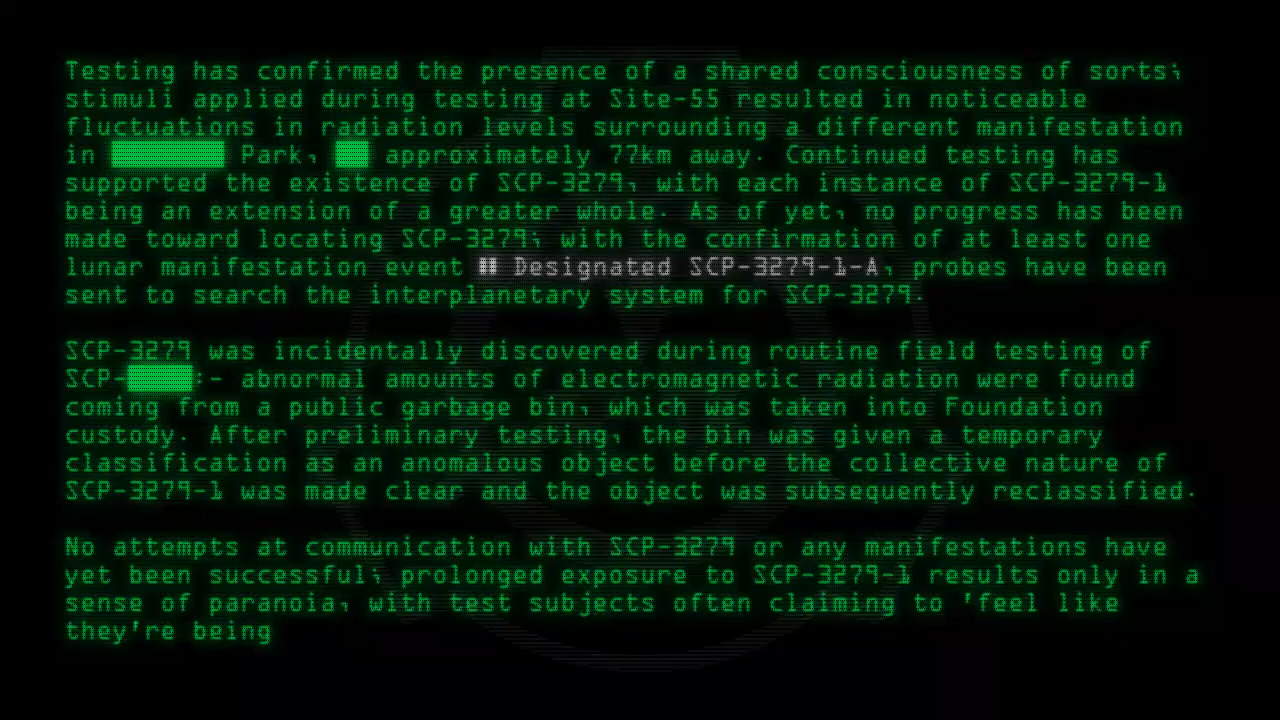 Testing has confirmed the presence of a shared consciousness of sorts;
stimuli applied during testing at Site-55 resulted in noticeable
fluctuations in radiation levels surrounding a different manifestation
in ███████ Park, ██ approximately 77km away. Continued testing has
supported the existence of SCP-3279, with each instance of SCP-3279-1
being an extension of a greater whole. As of yet, no progress has been
made toward locating SCP-3279; with the confirmation of at least one
lunar manifestation event ⏸ Designated SCP-3279-1-A, probes have been
sent to search the interplanetary system for SCP-3279.
SCP-3279 was incidentally discovered during routine field testing of
SCP-████:- abnormal amounts of electromagnetic radiation were found
coming from a public garbage bin, which was taken into Foundation
custody. After preliminary testing, the bin was given a temporary
classification as an anomalous object before the collective nature of
SCP-3279-1 was made clear and the object was subsequently reclassified.
No attempts at communication with SCP-3279 or any manifestations have
yet been successful; prolonged exposure to SCP-3279-1 results only in a
sense of paranoia, with test subjects often claiming to 'feel like
they're being